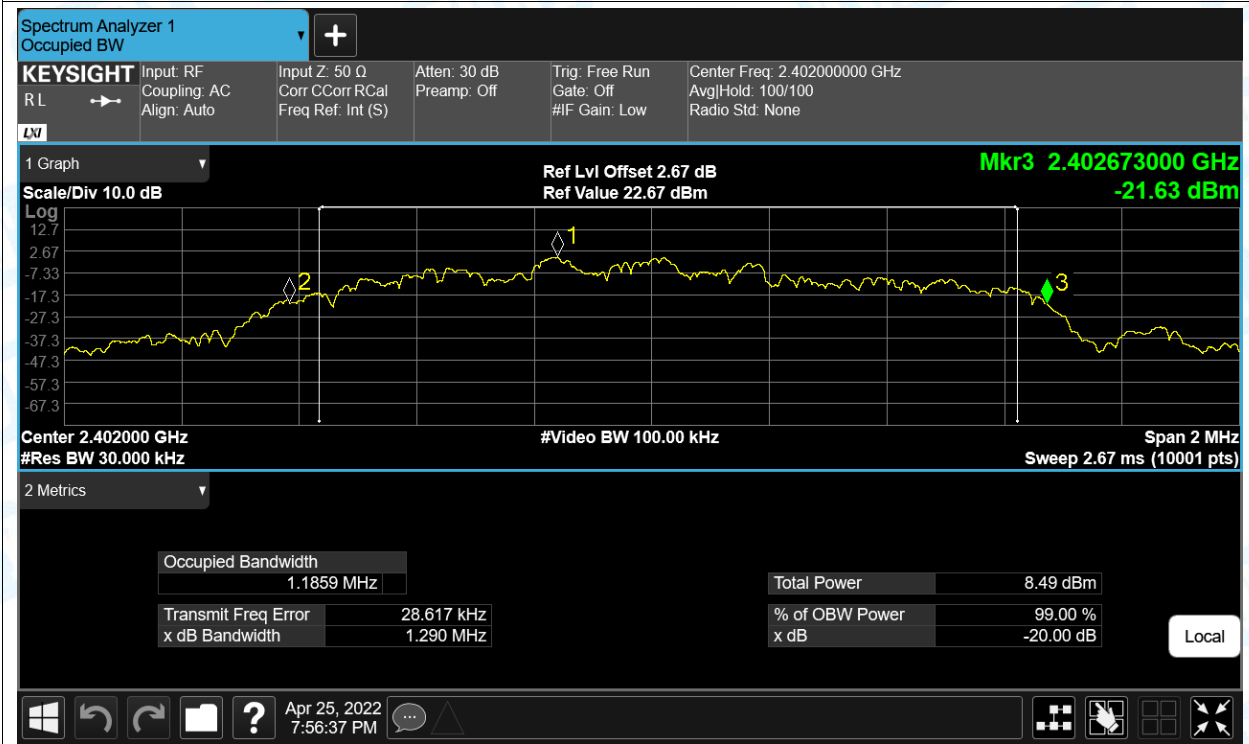 Spectrum Analyzer 1
Occupied BW
KEYSIGHT
R L
LXI
Input: RF
Coupling: AC
Align: Auto
Input Z: 50 Ω
Corr CCorr RCal
Freq Ref: Int (S)
Atten: 30 dB
Preamp: Off
Trig: Free Run
Gate: Off
#IF Gain: Low
Center Freq: 2.402000000 GHz
Avg|Hold: 100/100
Radio Std: None
1 Graph
Scale/Div 10.0 dB
Ref Lvl Offset 2.67 dB
Ref Value 22.67 dBm
Mkr3 2.402673000 GHz
-21.63 dBm
Log
12.7
2.67
-7.33
-17.3
-27.3
-37.3
-47.3
-57.3
-67.3
1
2
3
Center 2.402000 GHz
#Res BW 30.000 kHz
#Video BW 100.00 kHz
Span 2 MHz
Sweep 2.67 ms (10001 pts)
2 Metrics
Occupied Bandwidth
1.1859 MHz
Transmit Freq Error 28.617 kHz
x dB Bandwidth 1.290 MHz
Total Power 8.49 dBm
% of OBW Power 99.00 %
x dB -20.00 dB
Local
?
Apr 25, 2022
7:56:37 PM